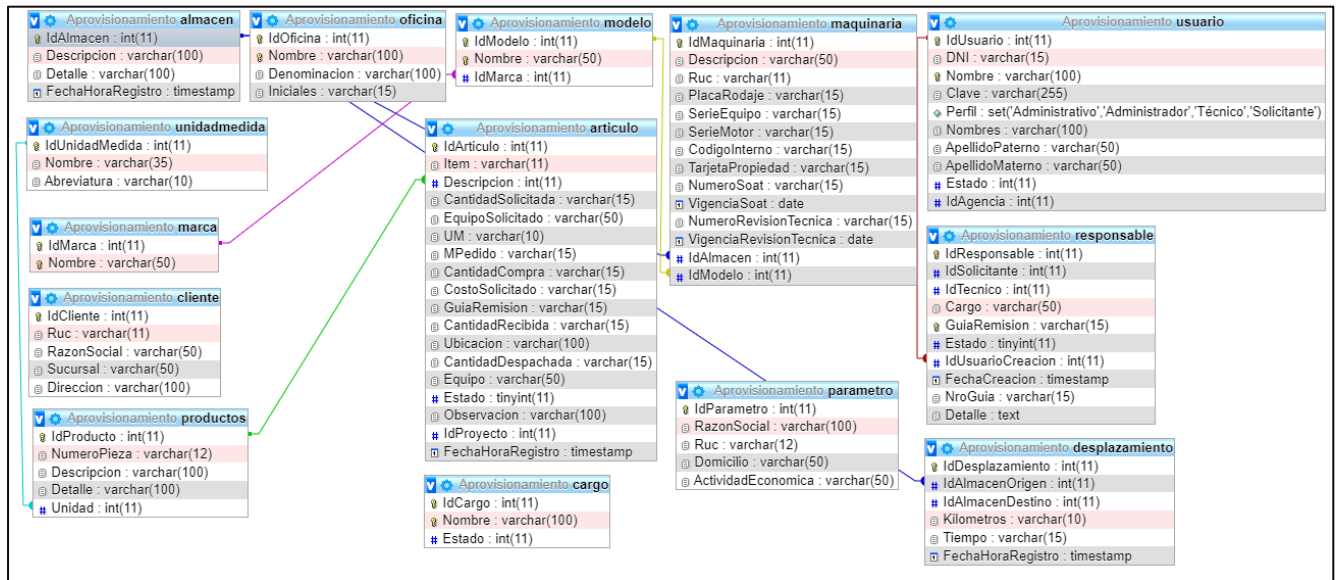 Aprovisionamiento almacen
IdAlmacen : int(11)
Descripcion : varchar(100)
Detalle : varchar(100)
FechaHoraRegistro : timestamp
Aprovisionamiento oficina
IdOficina : int(11)
Nombre : varchar(100)
Denominacion : varchar(100)
Iniciales : varchar(15)
Aprovisionamiento modelo
IdModelo : int(11)
Nombre : varchar(50)
IdMarca : int(11)
Aprovisionamiento maquinaria
IdMaquinaria : int(11)
Descripcion : varchar(50)
Ruc : varchar(11)
PlacaRodaje : varchar(15)
SerieEquipo : varchar(15)
SerieMotor : varchar(15)
CodigoInterno : varchar(15)
TarjetaPropiedad : varchar(15)
NumeroSoat : varchar(15)
VigenciaSoat : date
NumeroRevisionTecnica : varchar(15)
VigenciaRevisionTecnica : date
IdAlmacen : int(11)
IdModelo : int(11)
Aprovisionamiento usuario
IdUsuario : int(11)
DNI : varchar(15)
Nombre : varchar(100)
Clave : varchar(255)
Perfil : set('Administrativo','Administrador','Técnico','Solicitante')
Nombres : varchar(100)
ApellidoPaterno : varchar(50)
ApellidoMaterno : varchar(50)
Estado : int(11)
IdAgencia : int(11)
Aprovisionamiento unidadmedida
IdUnidadMedida : int(11)
Nombre : varchar(35)
Abreviatura : varchar(10)
Aprovisionamiento articulo
IdArticulo : int(11)
Item : varchar(11)
Descripcion : int(11)
CantidadSolicitada : varchar(15)
EquipoSolicitado : varchar(50)
UM : varchar(10)
MPedido : varchar(15)
CantidadCompra : varchar(15)
CostoSolicitado : varchar(15)
GuiaRemision : varchar(15)
CantidadRecibida : varchar(15)
Ubicacion : varchar(100)
CantidadDespachada : varchar(15)
Equipo : varchar(50)
Estado : tinyint(11)
Observacion : varchar(100)
IdProyecto : int(11)
FechaHoraRegistro : timestamp
Aprovisionamiento marca
IdMarca : int(11)
Nombre : varchar(50)
Aprovisionamiento responsable
IdResponsable : int(11)
IdSolicitante : int(11)
IdTecnico : int(11)
Cargo : varchar(50)
GuiaRemision : varchar(15)
Estado : tinyint(11)
IdUsuarioCreacion : int(11)
FechaCreacion : timestamp
NroGuia : varchar(15)
Detalle : text
Aprovisionamiento cliente
IdCliente : int(11)
Ruc : varchar(11)
RazonSocial : varchar(50)
Sucursal : varchar(50)
Direccion : varchar(100)
Aprovisionamiento parametro
IdParametro : int(11)
RazonSocial : varchar(100)
Ruc : varchar(12)
Domicilio : varchar(50)
ActividadEconomica : varchar(50)
Aprovisionamiento productos
IdProducto : int(11)
NumeroPieza : varchar(12)
Descripcion : varchar(100)
Detalle : varchar(100)
Unidad : int(11)
Aprovisionamiento desplazamiento
IdDesplazamiento : int(11)
IdAlmacenOrigen : int(11)
IdAlmacenDestino : int(11)
Kilometros : varchar(10)
Tiempo : varchar(15)
FechaHoraRegistro : timestamp
Aprovisionamiento cargo
IdCargo : int(11)
Nombre : varchar(100)
Estado : int(11)